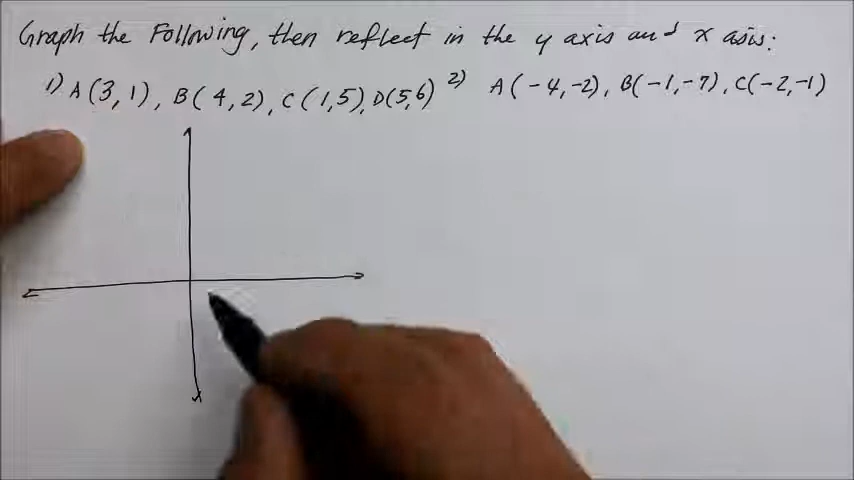 Graph the Following, then reflect in the y axis and x asis:
1) A(3,1), B(4,2), C(1,5), D(5,6) 2) A(-4,-2), B(-1,-7), C(-2,-1)